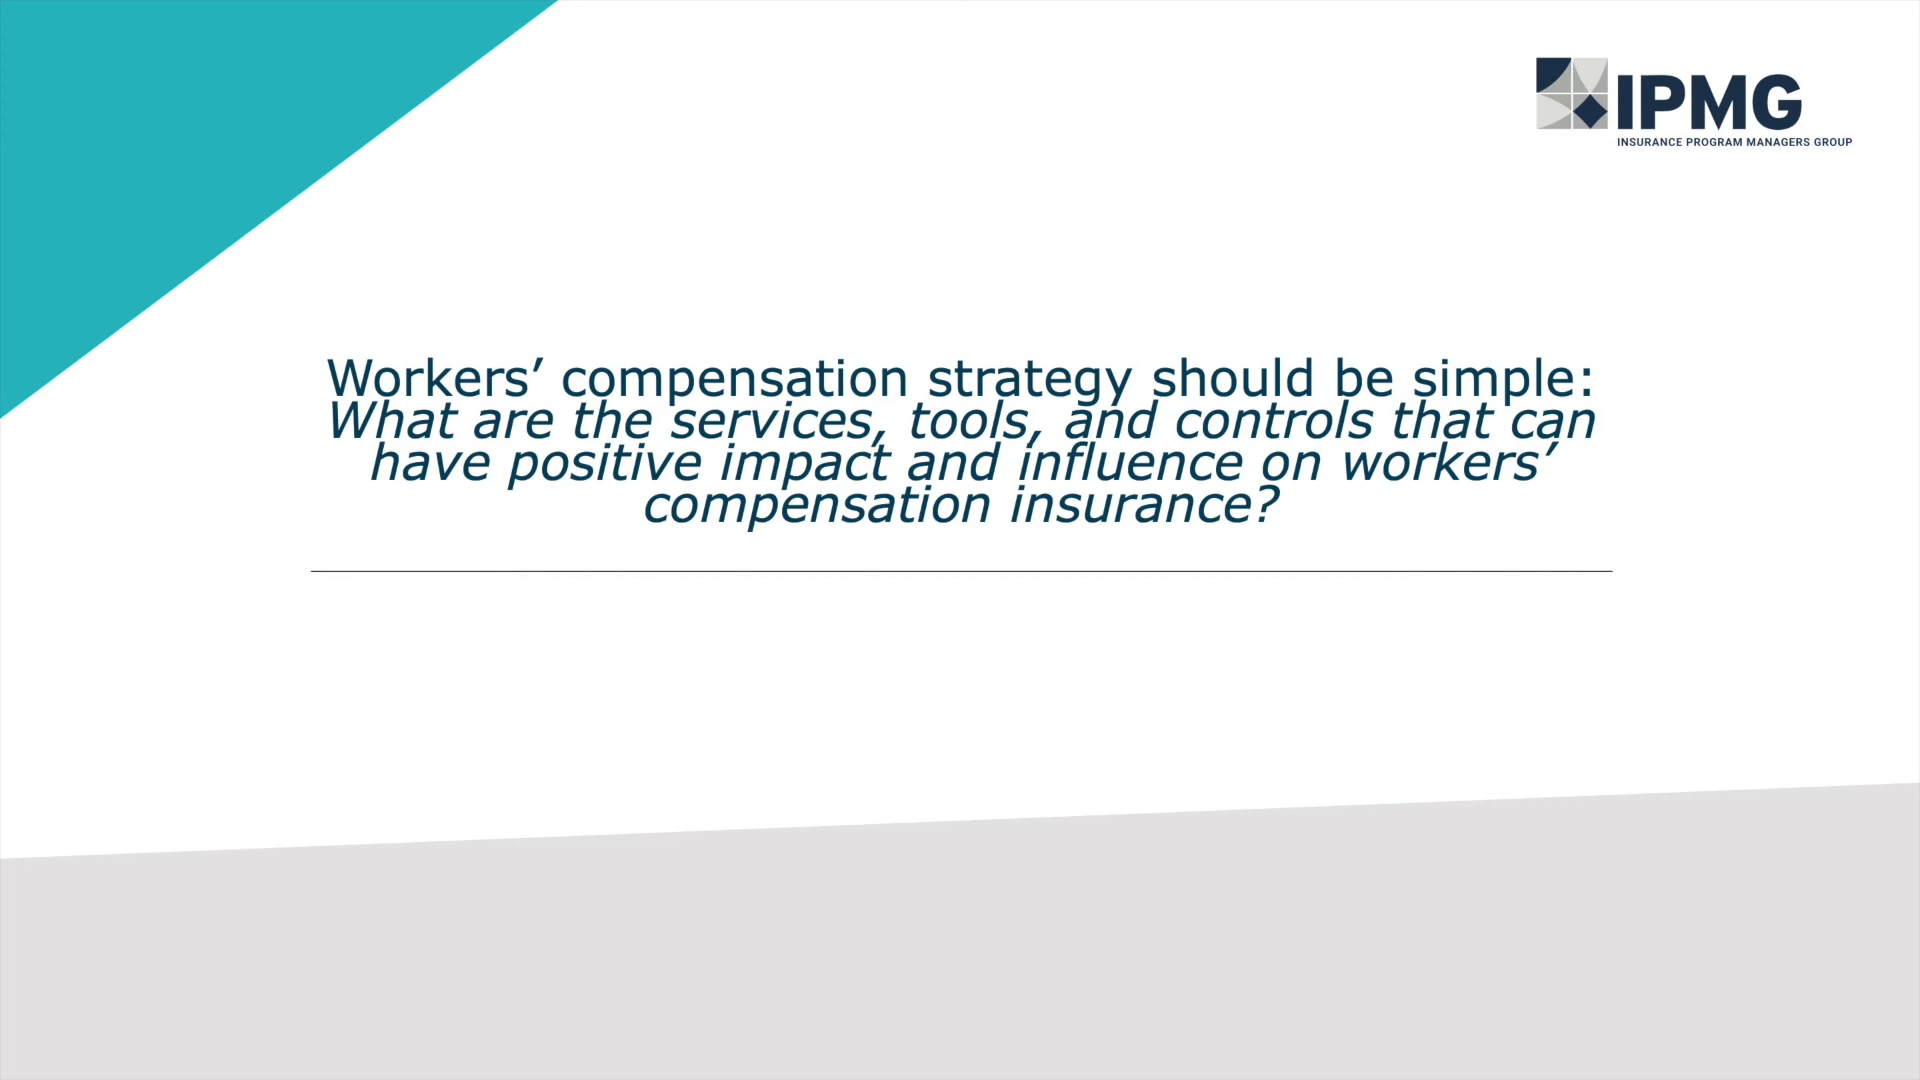 IPMG
INSURANCE PROGRAM MANAGERS GROUP
Workers’ compensation strategy should be simple:
What are the services, tools, and controls that can
have positive impact and influence on workers’
compensation insurance?